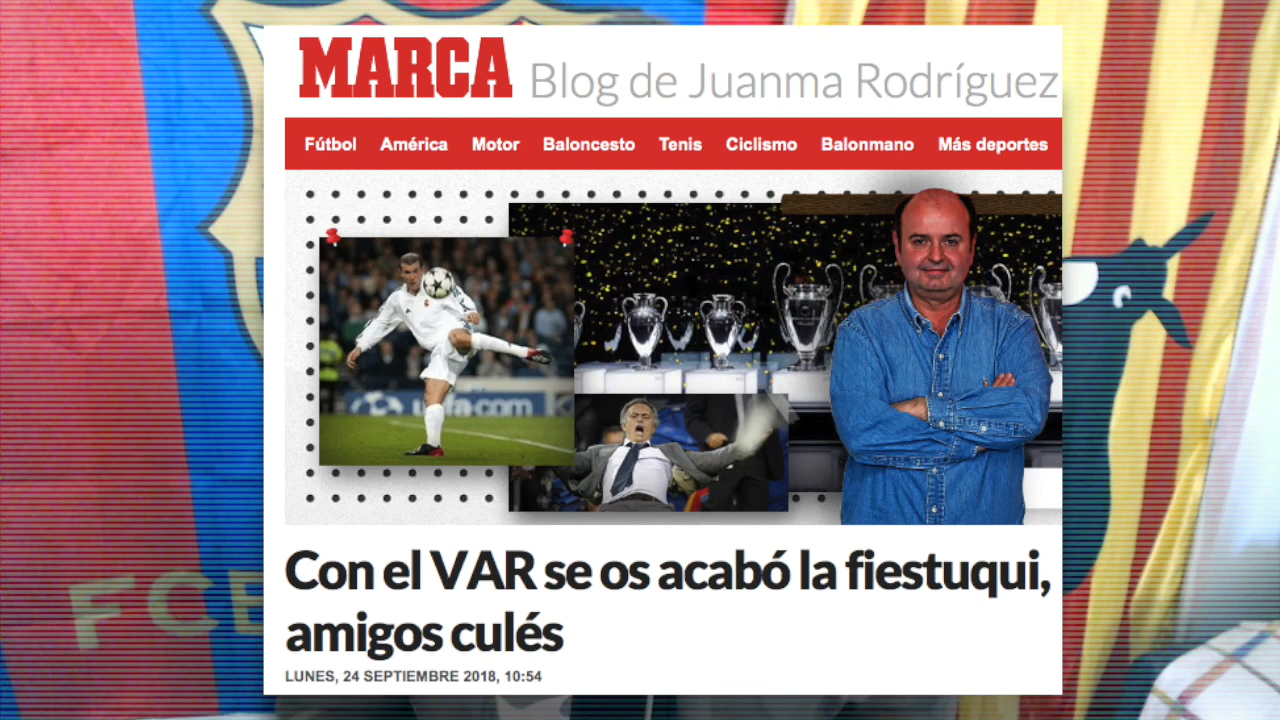 MARCA Blog de Juanma Rodríguez
Fútbol América Motor Baloncesto Tenis Ciclismo Balonmano Más deportes
uefa.com
Con el VAR se os acabó la fiestuqui,
amigos culés
LUNES, 24 SEPTIEMBRE 2018, 10:54
FCB